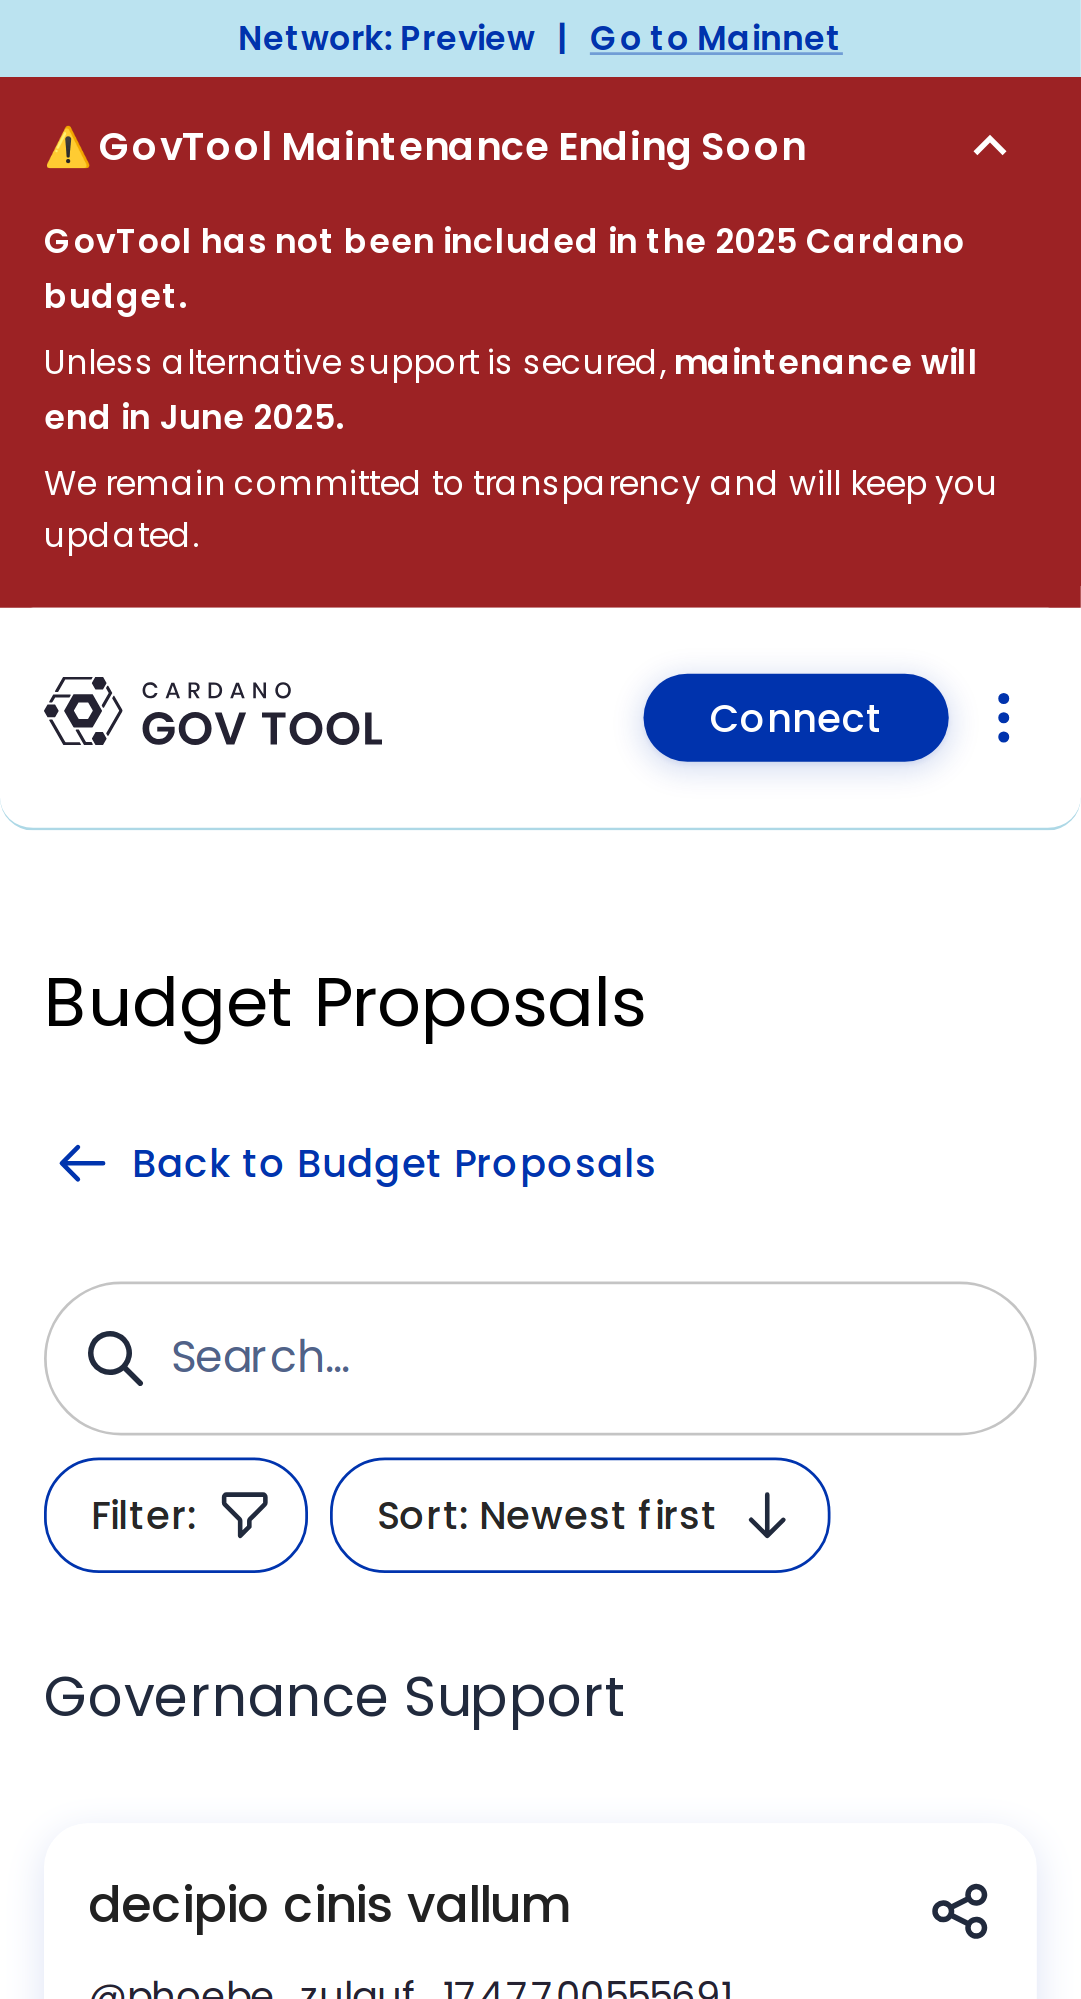 Network: Preview | Go to Mainnet
⚠️ GovTool Maintenance Ending Soon
GovTool has not been included in the 2025 Cardano
budget.
Unless alternative support is secured, maintenance will
end in June 2025.
We remain committed to transparency and will keep you
updated.
CARDANO
GOV TOOL
Connect
Budget Proposals
Back to Budget Proposals
Search...
Filter:
Sort: Newest first
Governance Support
decipio cinis vallum
@phoebe_zulauf_1747700555691